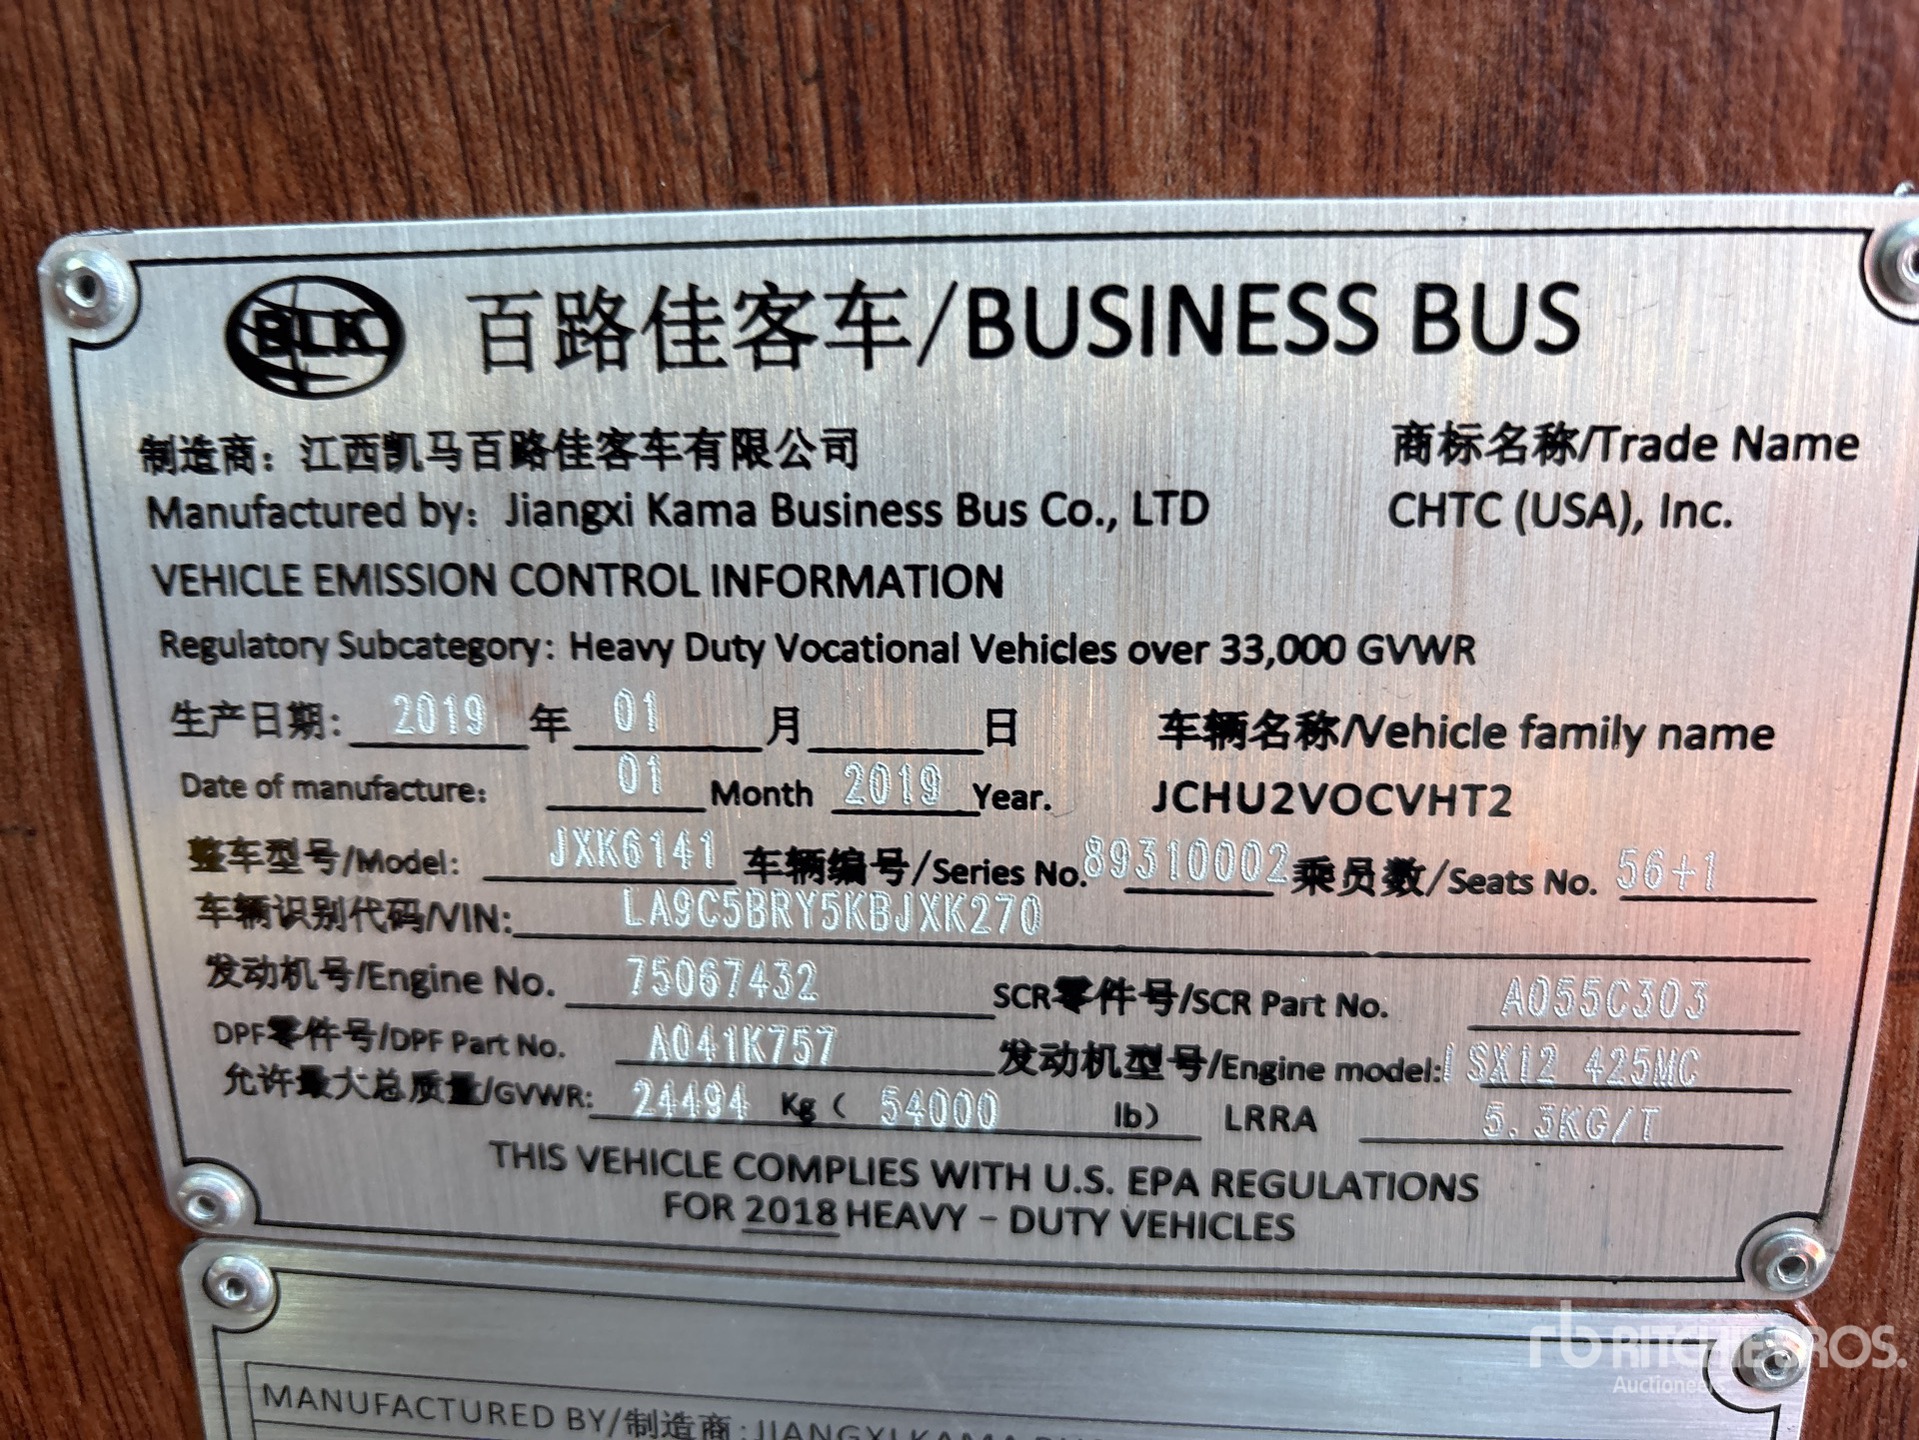 BLK 百路佳客车/BUSINESS BUS
制造商：江西凯马百路佳客车有限公司 商标名称/Trade Name
Manufactured by: Jiangxi Kama Business Bus Co., LTD CHTC (USA), Inc.
VEHICLE EMISSION CONTROL INFORMATION
Regulatory Subcategory: Heavy Duty Vocational Vehicles over 33,000 GVWR
生产日期: 2019 年 01 月 日 车辆名称/Vehicle family name
Date of manufacture: 01 Month 2019 Year. JCHU2VOCVHT2
整车型号/Model: JXK6141 车辆编号/Series No. 89310002 乘员数/Seats No. 56+1
车辆识别代码/VIN: LA9C5BRY5KBJXK270
发动机号/Engine No. 75067432 SCR零件号/SCR Part No. A055C303
DPF零件号/DPF Part No. A041K757 发动机型号/Engine model: ISX12 425MC
允许最大总质量/GVWR: 24494 Kg ( 54000 lb) LRRA 5.3KG/T
THIS VEHICLE COMPLIES WITH U.S. EPA REGULATIONS
FOR 2018 HEAVY - DUTY VEHICLES
rb RITCHIE BROS.
Auctioneers
MANUFACTURED BY/制造商:JIANGXI KAMA